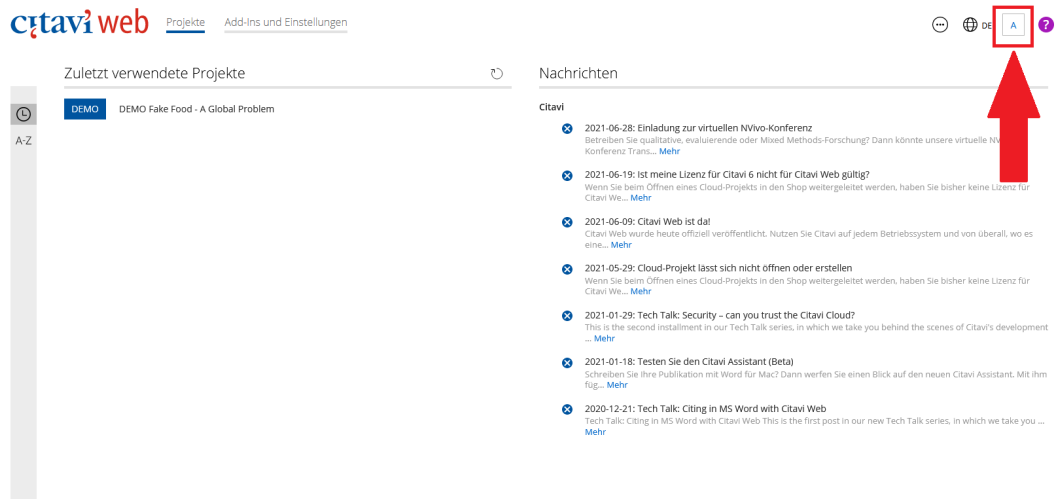 citavi web
Projekte Add-Ins und Einstellungen
DE A ?
Zuletzt verwendete Projekte
DEMO DEMO Fake Food - A Global Problem
A-Z
Nachrichten
Citavi
2021-06-28: Einladung zur virtuellen NVivo-Konferenz
Betreiben Sie qualitative, evaluierende oder Mixed Methods-Forschung? Dann könnte unsere virtuelle
Konferenz Trans... Mehr
2021-06-19: Ist meine Lizenz für Citavi 6 nicht für Citavi Web gültig?
Wenn Sie beim Öffnen eines Cloud-Projekts in den Shop weitergeleitet werden, haben Sie bisher keine Lizenz für
Citavi We... Mehr
2021-06-09: Citavi Web ist da!
Citavi Web wurde heute offiziell veröffentlicht. Nutzen Sie Citavi auf jedem Betriebssystem und von überall, wo es
eine... Mehr
2021-05-29: Cloud-Projekt lässt sich nicht öffnen oder erstellen
Wenn Sie beim Öffnen eines Cloud-Projekts in den Shop weitergeleitet werden, haben Sie bisher keine Lizenz für
Citavi We... Mehr
2021-01-29: Tech Talk: Security – can you trust the Citavi Cloud?
This is the second installment in our Tech Talk series, in which we take you behind the scenes of Citavi's development
... Mehr
2021-01-18: Testen Sie den Citavi Assistant (Beta)
Schreiben Sie Ihre Publikation mit Word für Mac? Dann werfen Sie einen Blick auf den neuen Citavi Assistant. Mit ihm
füg... Mehr
2020-12-21: Tech Talk: Citing in MS Word with Citavi Web
Tech Talk: Citing in MS Word with Citavi Web This is the first post in our new Tech Talk series, in which we take you ...
Mehr